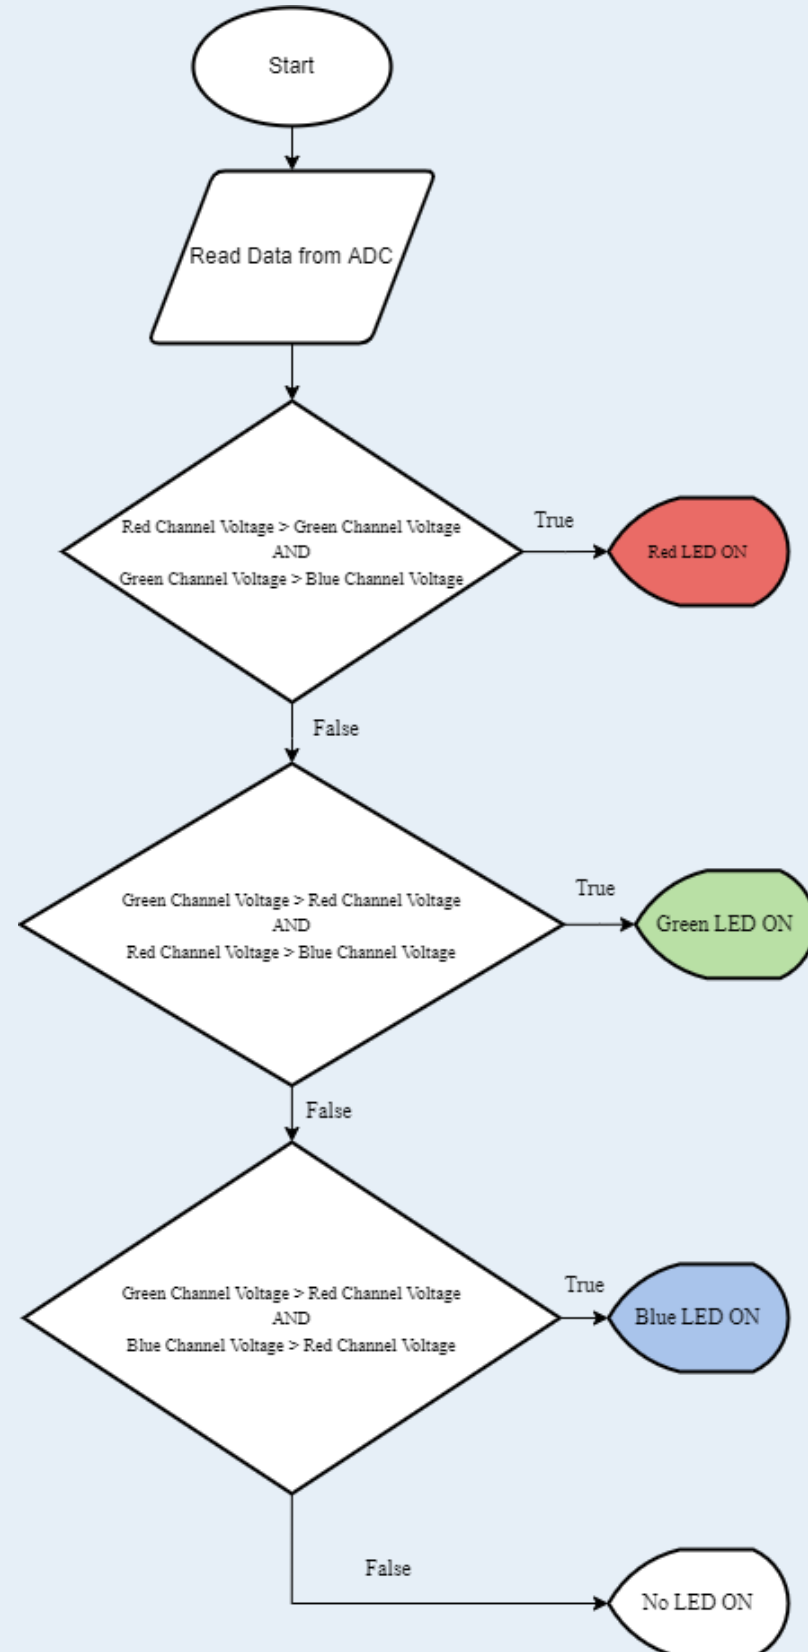 Start
Read Data from ADC
Red Channel Voltage > Green Channel Voltage
AND
Green Channel Voltage > Blue Channel Voltage
True
Red LED ON
False
Green Channel Voltage > Red Channel Voltage
AND
Red Channel Voltage > Blue Channel Voltage
True
Green LED ON
False
Green Channel Voltage > Red Channel Voltage
AND
Blue Channel Voltage > Red Channel Voltage
True
Blue LED ON
False
No LED ON